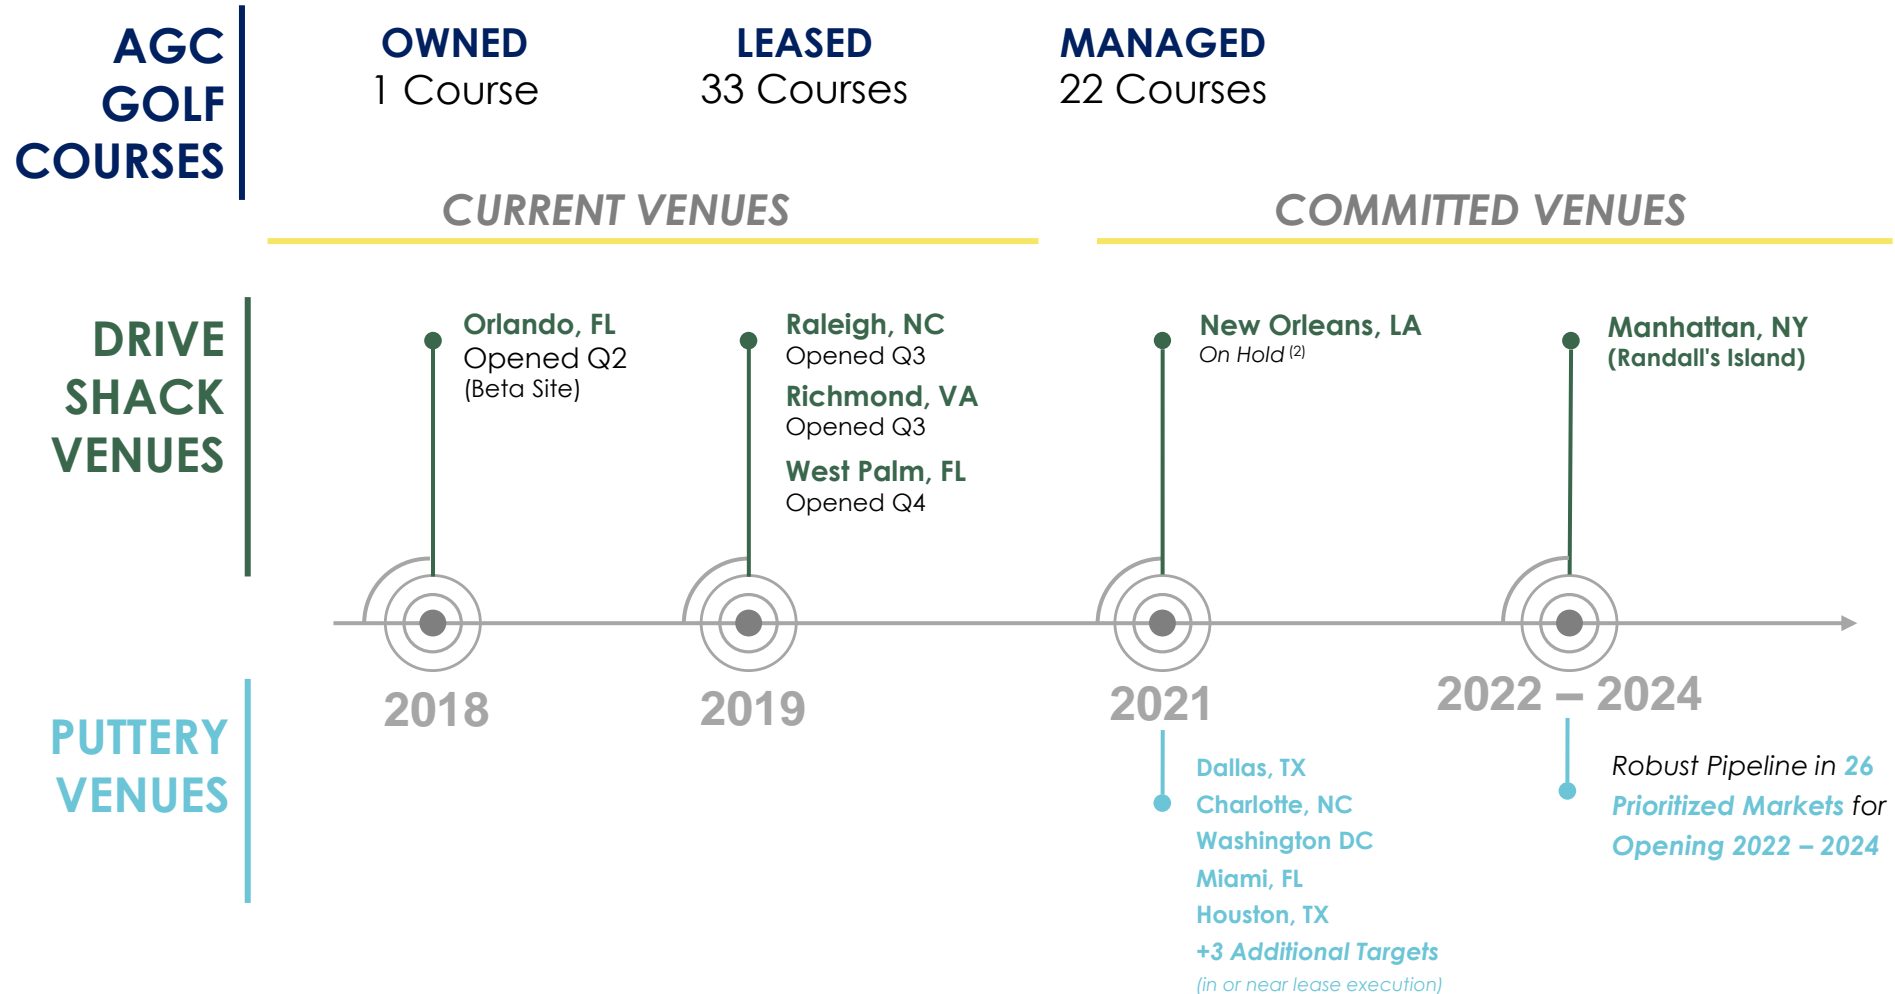 AGC
GOLF
COURSES
OWNED
1 Course
LEASED
33 Courses
MANAGED
22 Courses
CURRENT VENUES
COMMITTED VENUES
DRIVE
SHACK
VENUES
Orlando, FL
Opened Q2
(Beta Site)
Raleigh, NC
Opened Q3
Richmond, VA
Opened Q3
West Palm, FL
Opened Q4
New Orleans, LA
On Hold (2)
Manhattan, NY
(Randall's Island)
2018
2019
2021
2022 – 2024
PUTTERY
VENUES
Dallas, TX
Charlotte, NC
Washington DC
Miami, FL
Houston, TX
+3 Additional Targets
(in or near lease execution)
Robust Pipeline in 26
Prioritized Markets for
Opening 2022 – 2024